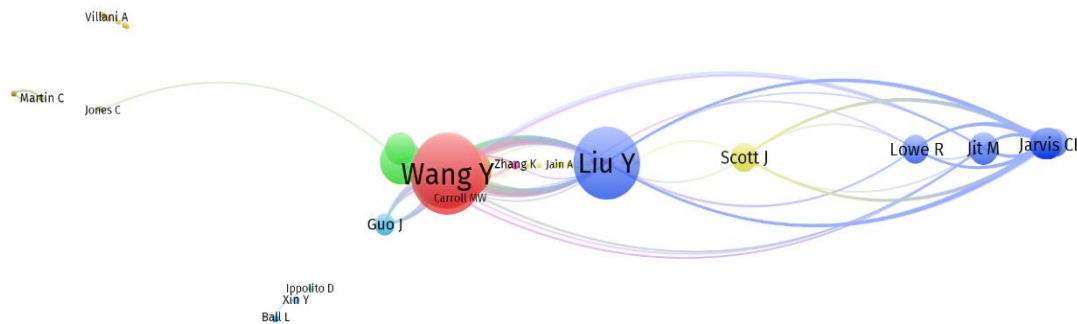 Villani A
Martin C
Jones C
Wang Y
Zhang K
Jain A
Liu Y
Scott J
Lowe R
Jit M
Jarvis CI
Carroll MW
Guo J
Ippolito D
Xin Y
Ball L